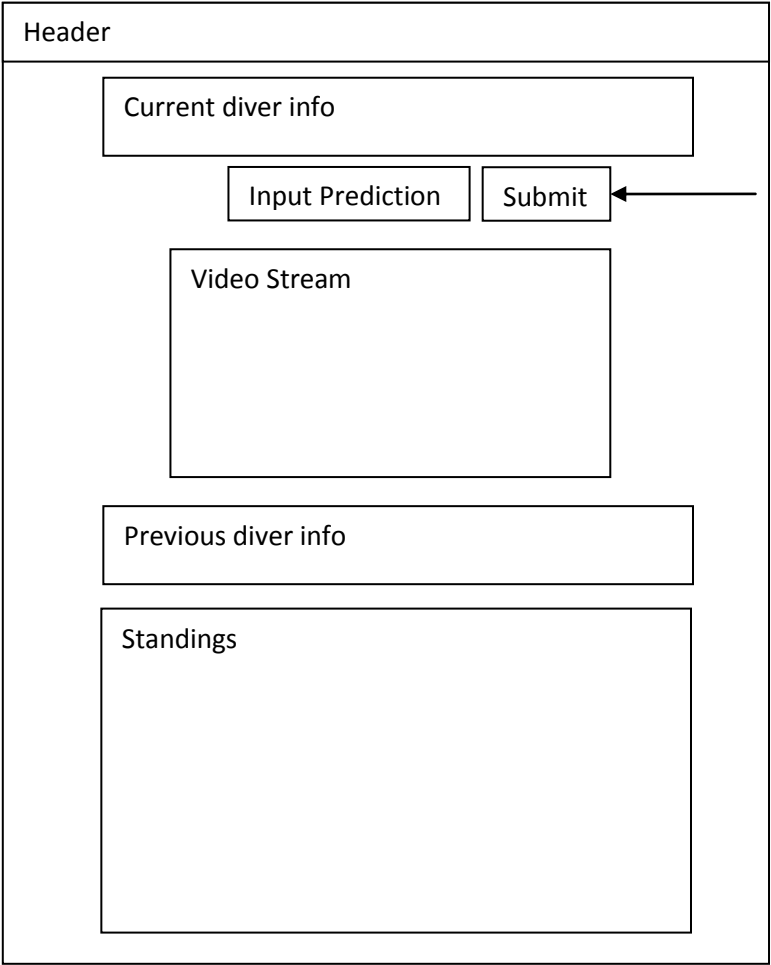 Header
Current diver info
Input Prediction
Submit
Video Stream
Previous diver info
Standings